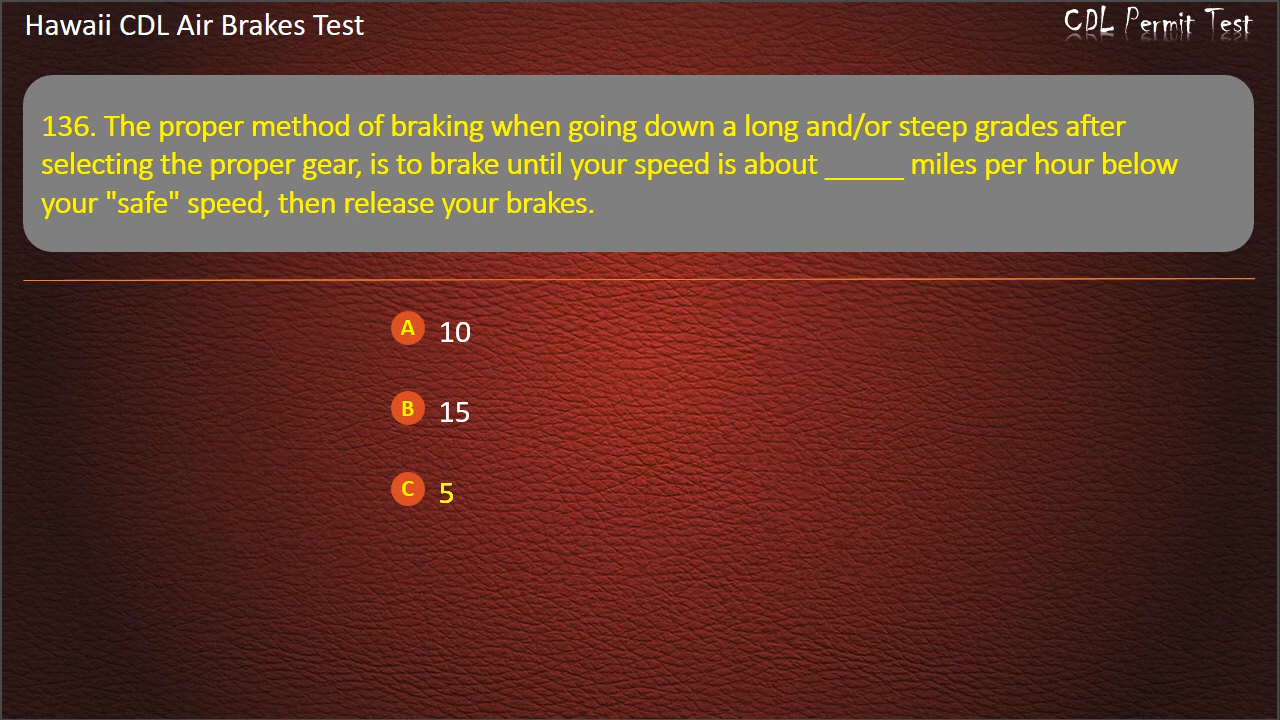 Hawaii CDL Air Brakes Test
CDL Permit Test
136. The proper method of braking when going down a long and/or steep grades after
selecting the proper gear, is to brake until your speed is about _____ miles per hour below
your "safe" speed, then release your brakes.
A 10
B 15
C 5